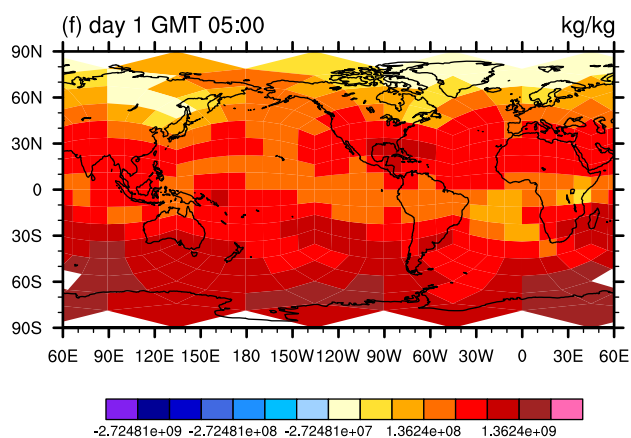 (f) day 1 GMT 05:00 kg/kg
90N
60N
30N
0
30S
60S
90S
60E 90E 120E 150E 180 150W 120W 90W 60W 30W 0 30E 60E
-2.72481e+09 -2.72481e+08 -2.72481e+07 1.3624e+08 1.3624e+09